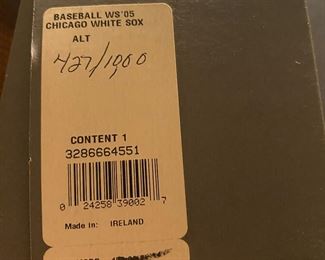 BASEBALL WS'05
CHICAGO WHITE SOX
ALT
427/1000
CONTENT 1
3286664551
0 24258 39002 7
Made in: IRELAND